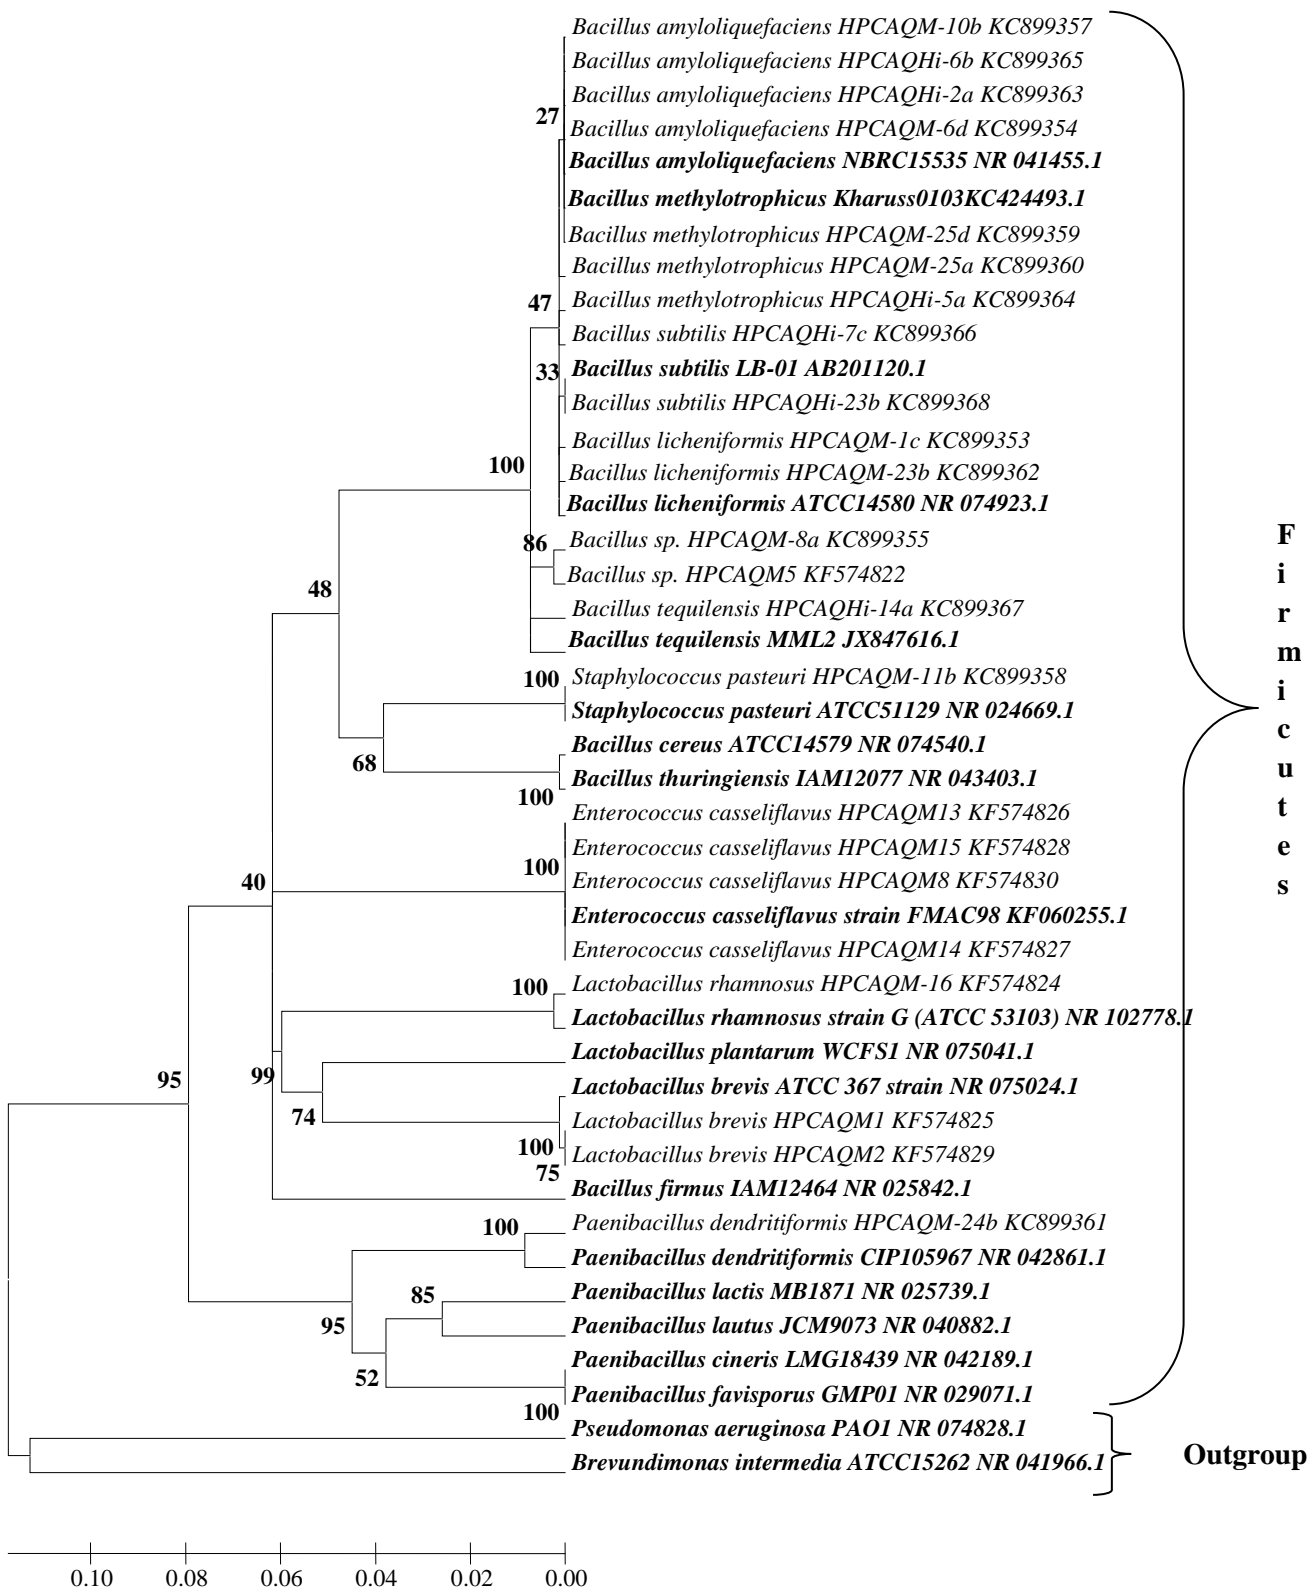 Bacillus amyloliquefaciens HPCAQM-10b KC899357
Bacillus amyloliquefaciens HPCAQHi-6b KC899365
Bacillus amyloliquefaciens HPCAQHi-2a KC899363
27
Bacillus amyloliquefaciens HPCAQM-6d KC899354
Bacillus amyloliquefaciens NBRC15535 NR 041455.1
Bacillus methylotrophicus Kharuss0103KC424493.1
Bacillus methylotrophicus HPCAQM-25d KC899359
Bacillus methylotrophicus HPCAQM-25a KC899360
47
Bacillus methylotrophicus HPCAQHi-5a KC899364
Bacillus subtilis HPCAQHi-7c KC899366
33
Bacillus subtilis LB-01 AB201120.1
Bacillus subtilis HPCAQHi-23b KC899368
Bacillus licheniformis HPCAQM-1c KC899353
100
Bacillus licheniformis HPCAQM-23b KC899362
Bacillus licheniformis ATCC14580 NR 074923.1
86
Bacillus sp. HPCAQM-8a KC899355
Bacillus sp. HPCAQM5 KF574822
48
Bacillus tequilensis HPCAQHi-14a KC899367
Bacillus tequilensis MML2 JX847616.1
100
Staphylococcus pasteuri HPCAQM-11b KC899358
Staphylococcus pasteuri ATCC51129 NR 024669.1
Bacillus cereus ATCC14579 NR 074540.1
68
Bacillus thuringiensis IAM12077 NR 043403.1
100
Enterococcus casseliflavus HPCAQM13 KF574826
Enterococcus casseliflavus HPCAQM15 KF574828
100
40
Enterococcus casseliflavus HPCAQM8 KF574830
Enterococcus casseliflavus strain FMAC98 KF060255.1
Enterococcus casseliflavus HPCAQM14 KF574827
100
Lactobacillus rhamnosus HPCAQM-16 KF574824
Lactobacillus rhamnosus strain G (ATCC 53103) NR 102778.1
Lactobacillus plantarum WCFS1 NR 075041.1
95
99
Lactobacillus brevis ATCC 367 strain NR 075024.1
74
Lactobacillus brevis HPCAQM1 KF574825
100
Lactobacillus brevis HPCAQM2 KF574829
75
Bacillus firmus IAM12464 NR 025842.1
100
Paenibacillus dendritiformis HPCAQM-24b KC899361
Paenibacillus dendritiformis CIP105967 NR 042861.1
85
Paenibacillus lactis MB1871 NR 025739.1
95
Paenibacillus lautus JCM9073 NR 040882.1
Paenibacillus cineris LMG18439 NR 042189.1
52
Paenibacillus favisporus GMP01 NR 029071.1
100
Pseudomonas aeruginosa PAO1 NR 074828.1
Brevundimonas intermedia ATCC15262 NR 041966.1
F
i
r
m
i
c
u
t
e
s
Outgroup
0.10 0.08 0.06 0.04 0.02 0.00